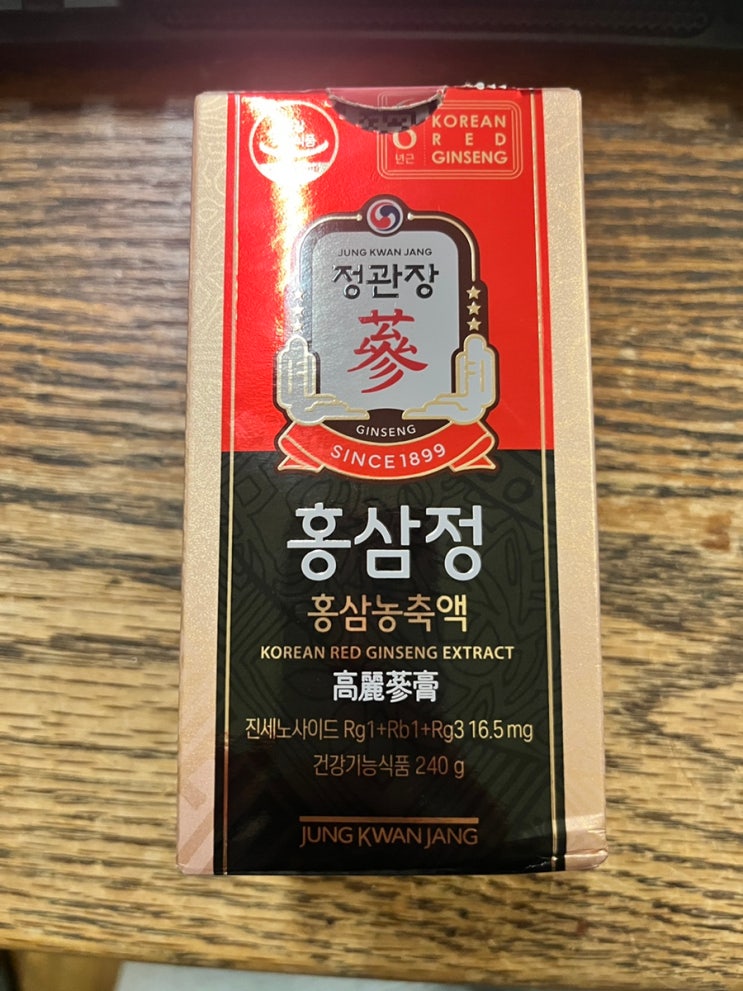 6
년근
KOREAN
RED
GINSENG
JUNG KWAN JANG
정관장
蔘
GINSENG
SINCE 1899
홍삼정
홍삼농축액
KOREAN RED GINSENG EXTRACT
高麗蔘膏
진세노사이드 Rg1+Rb1+Rg3 16.5 mg
건강기능식품 240 g
JUNG KWAN JANG